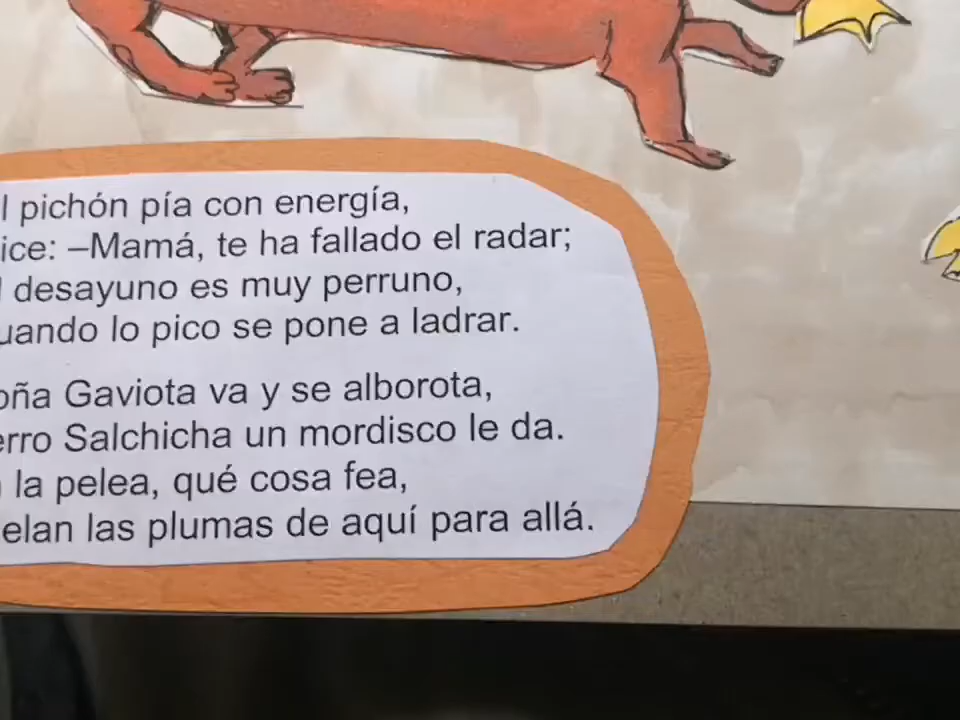 l pichón pía con energía,
ice: –Mamá, te ha fallado el radar;
l desayuno es muy perruno,
uando lo pico se pone a ladrar.
oña Gaviota va y se alborota,
erro Salchicha un mordisco le da.
la pelea, qué cosa fea,
elan las plumas de aquí para allá.